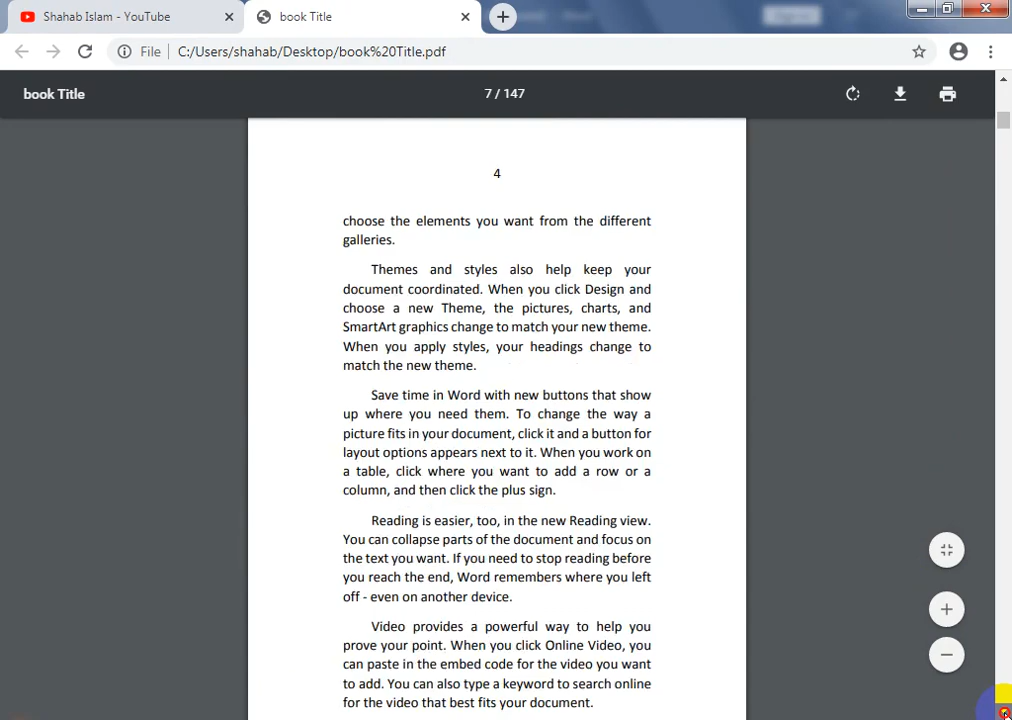 Shahab Islam - YouTube
book Title
File
C:/Users/shahab/Desktop/book%20Title.pdf
book Title
7 / 147
4
choose the elements you want from the different
galleries.
Themes and styles also help keep your
document coordinated. When you click Design and
choose a new Theme, the pictures, charts, and
SmartArt graphics change to match your new theme.
When you apply styles, your headings change to
match the new theme.
Save time in Word with new buttons that show
up where you need them. To change the way a
picture fits in your document, click it and a button for
layout options appears next to it. When you work on
a table, click where you want to add a row or a
column, and then click the plus sign.
Reading is easier, too, in the new Reading view.
You can collapse parts of the document and focus on
the text you want. If you need to stop reading before
you reach the end, Word remembers where you left
off - even on another device.
Video provides a powerful way to help you
prove your point. When you click Online Video, you
can paste in the embed code for the video you want
to add. You can also type a keyword to search online
for the video that best fits your document.